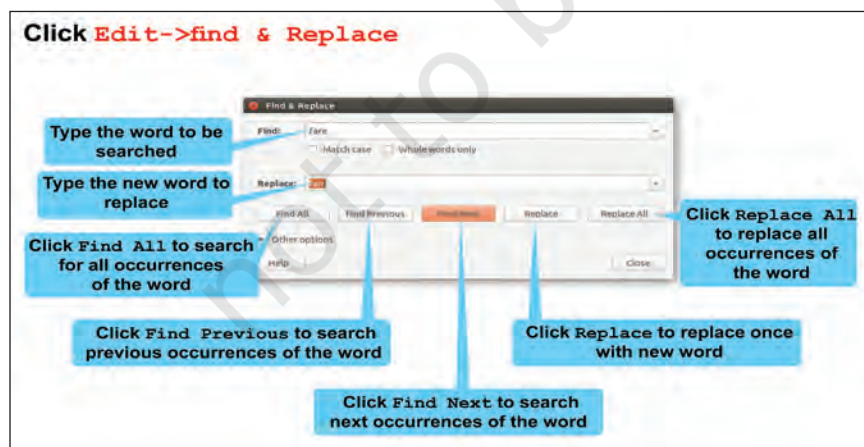 Click Edit->find & Replace
Find & Replace
Type the word to be
searched
Find:
fare
Match case
Whole words only
Type the new word to
replace
Replace:
Find All
Find Previous
Find Next
Replace
Replace All
Click Find All to search
for all occurrences
of the word
Other options
Help
Close
Click Replace All
to replace all
occurrences of
the word
Click Find Previous to search
previous occurrences of the word
Click Replace to replace once
with new word
Click Find Next to search
next occurrences of the word
not to b